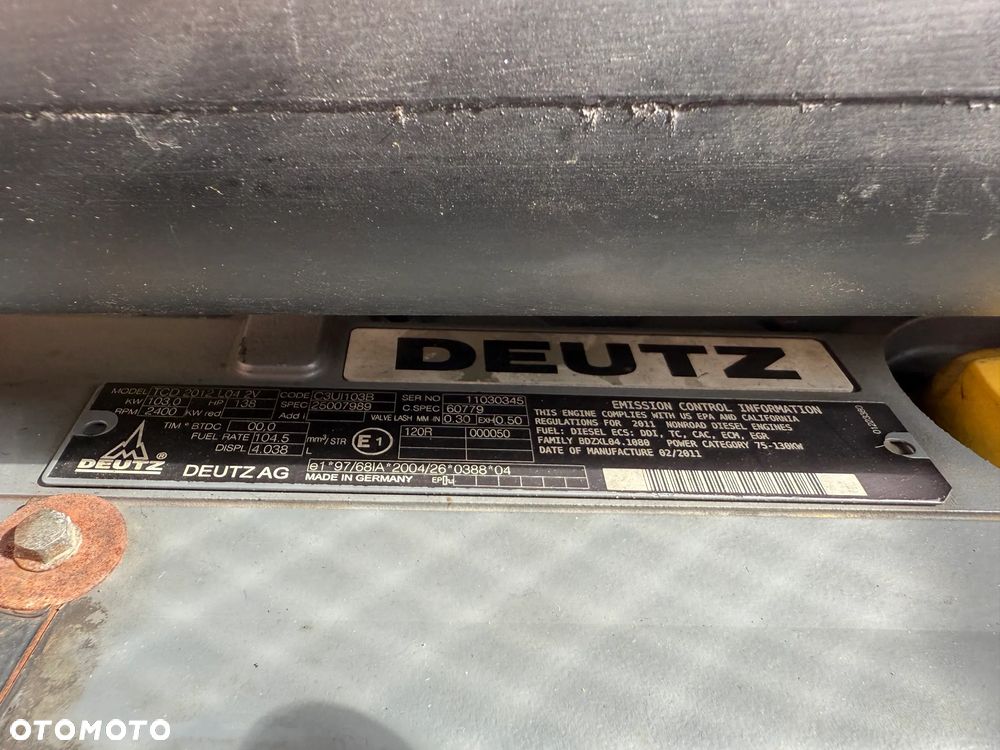 DEUTZ
MODEL TCD 2012 L04 2V CODE C3UI103B SER NO 11030345
KW 103.0 HP 138 SPEC 25007989 C.SPEC 60779
RPM 2400 KW red Add i VALVE LASH MM IN 0.30 EXH 0.50
TIM ° BTDC 00.0 120R 000050
FUEL RATE 104.5 mm³/STR E1
DISPL 4.038 L
DEUTZ ®
DEUTZ AG
e1*97/68IA*2004/26*0388*04
MADE IN GERMANY EP
EMISSION CONTROL INFORMATION
THIS ENGINE COMPLIES WITH US EPA AND CALIFORNIA
REGULATIONS FOR 2011 NONROAD DIESEL ENGINES
FUEL: DIESEL ECS: DDI, TC, CAC, ECM, EGR
FAMILY BDZXL04.1080 POWER CATEGORY 75-130KW
DATE OF MANUFACTURE 02/2011
OTOMOTO